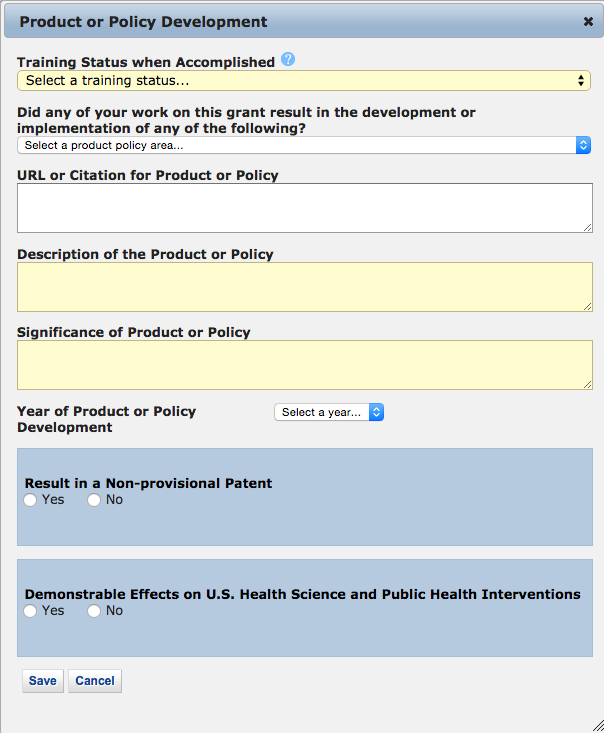 Product or Policy Development ✖
Training Status when Accomplished ?
Select a training status...
Did any of your work on this grant result in the development or
implementation of any of the following?
Select a product policy area...
URL or Citation for Product or Policy
Description of the Product or Policy
Significance of Product or Policy
Year of Product or Policy Select a year...
Development
Result in a Non-provisional Patent
Yes No
Demonstrable Effects on U.S. Health Science and Public Health Interventions
Yes No
Save Cancel